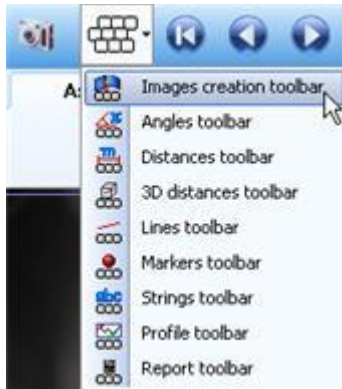 A
Images creation toolbar
Angles toolbar
Distances toolbar
3D distances toolbar
Lines toolbar
Markers toolbar
Strings toolbar
Profile toolbar
Report toolbar